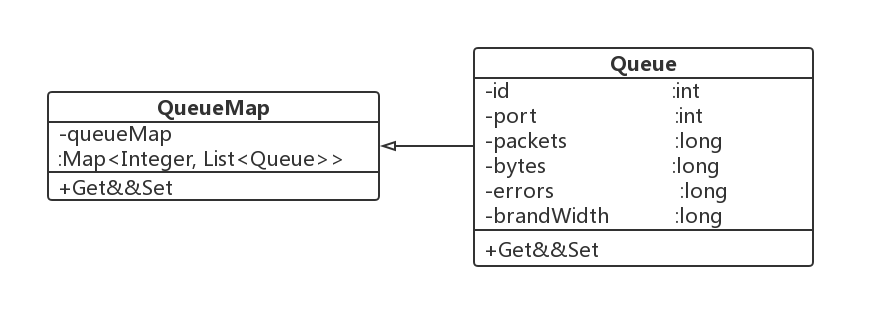 QueueMap
-queueMap
:Map<Integer, List<Queue>>
+Get&&Set
Queue
-id :int
-port :int
-packets :long
-bytes :long
-errors :long
-brandWidth :long
+Get&&Set